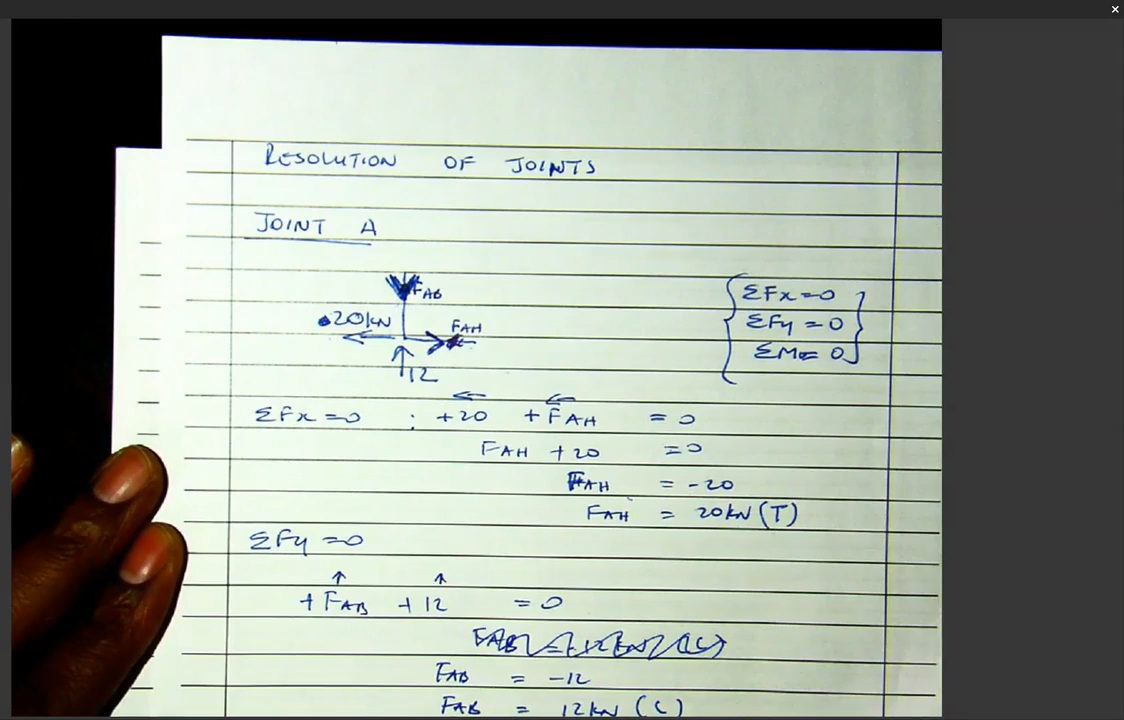 RESOLUTION OF JOINTS
JOINT A
FAB
20kN
FAH
12
ΣFx=0
ΣFy=0
ΣM=0
ΣFx=0 : +20 +FAH = 0
FAH +20 =0
FAH = -20
FAH = 20kN (T)
ΣFy=0
+FAB +12 = 0
FAB = -12
FAB = 12kN (C)